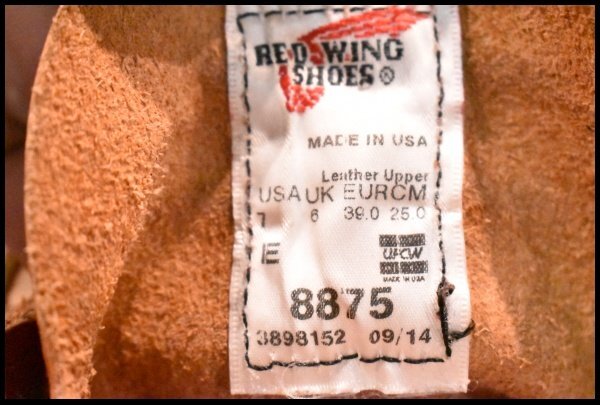 RED WING
SHOES®
MADE IN USA
Leather Upper
USA UK EUR CM
7 6 39.0 25.0
E
UFCW
MADE IN USA
8875
3898152 09/14